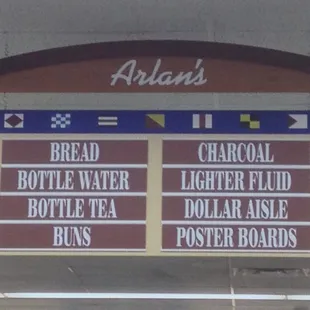 Arlan's
BREAD
BOTTLE WATER
BOTTLE TEA
BUNS
CHARCOAL
LIGHTER FLUID
DOLLAR AISLE
POSTER BOARDS